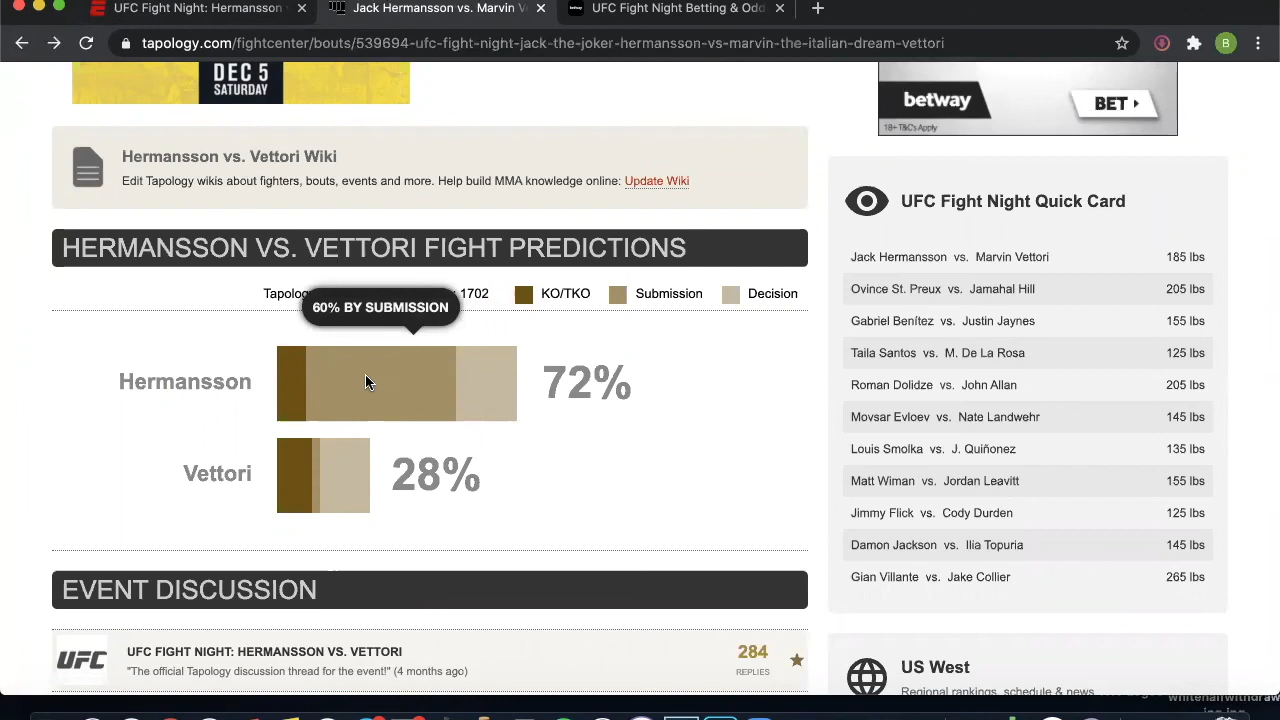 UFC Fight Night: Hermansson
Jack Hermansson vs. Marvin V
betway
UFC Fight Night Betting & Odd
tapology.com/fightcenter/bouts/539694-ufc-fight-night-jack-the-joker-hermansson-vs-marvin-the-italian-dream-vettori
B
DEC 5
SATURDAY
betway
BET
18+ T&C's Apply
Hermansson vs. Vettori Wiki
Edit Tapology wikis about fighters, bouts, events and more. Help build MMA knowledge online: Update Wiki
HERMANSSON VS. VETTORI FIGHT PREDICTIONS
Tapolo
1702
KO/TKO
Submission
Decision
60% BY SUBMISSION
Hermansson
72%
Vettori
28%
EVENT DISCUSSION
UFC
UFC FIGHT NIGHT: HERMANSSON VS. VETTORI
"The official Tapology discussion thread for the event!" (4 months ago)
284
REPLIES
UFC Fight Night Quick Card
Jack Hermansson vs. Marvin Vettori 185 lbs
Ovince St. Preux vs. Jamahal Hill 205 lbs
Gabriel Benítez vs. Justin Jaynes 155 lbs
Taila Santos vs. M. De La Rosa 125 lbs
Roman Dolidze vs. John Allan 205 lbs
Movsar Evloev vs. Nate Landwehr 145 lbs
Louis Smolka vs. J. Quiñonez 135 lbs
Matt Wiman vs. Jordan Leavitt 155 lbs
Jimmy Flick vs. Cody Durden 125 lbs
Damon Jackson vs. Ilia Topuria 145 lbs
Gian Villante vs. Jake Collier 265 lbs
US West
Regional rankings, schedule & news